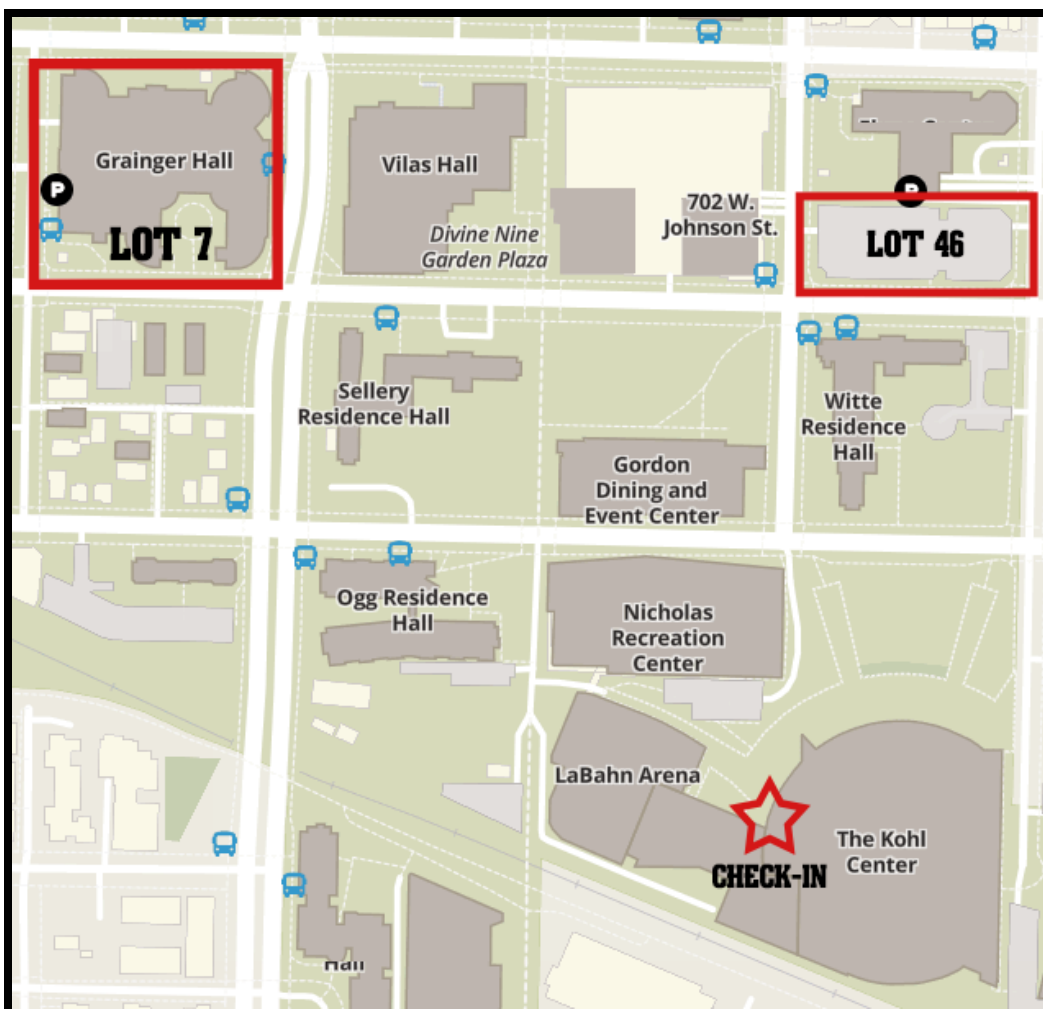 Grainger Hall
P
LOT 7
Vilas Hall
Divine Nine
Garden Plaza
702 W.
Johnson St.
LOT 46
Sellery
Residence Hall
Witte
Residence
Hall
Gordon
Dining and
Event Center
Ogg Residence
Hall
Nicholas
Recreation
Center
LaBahn Arena
The Kohl
Center
CHECK-IN
Hall